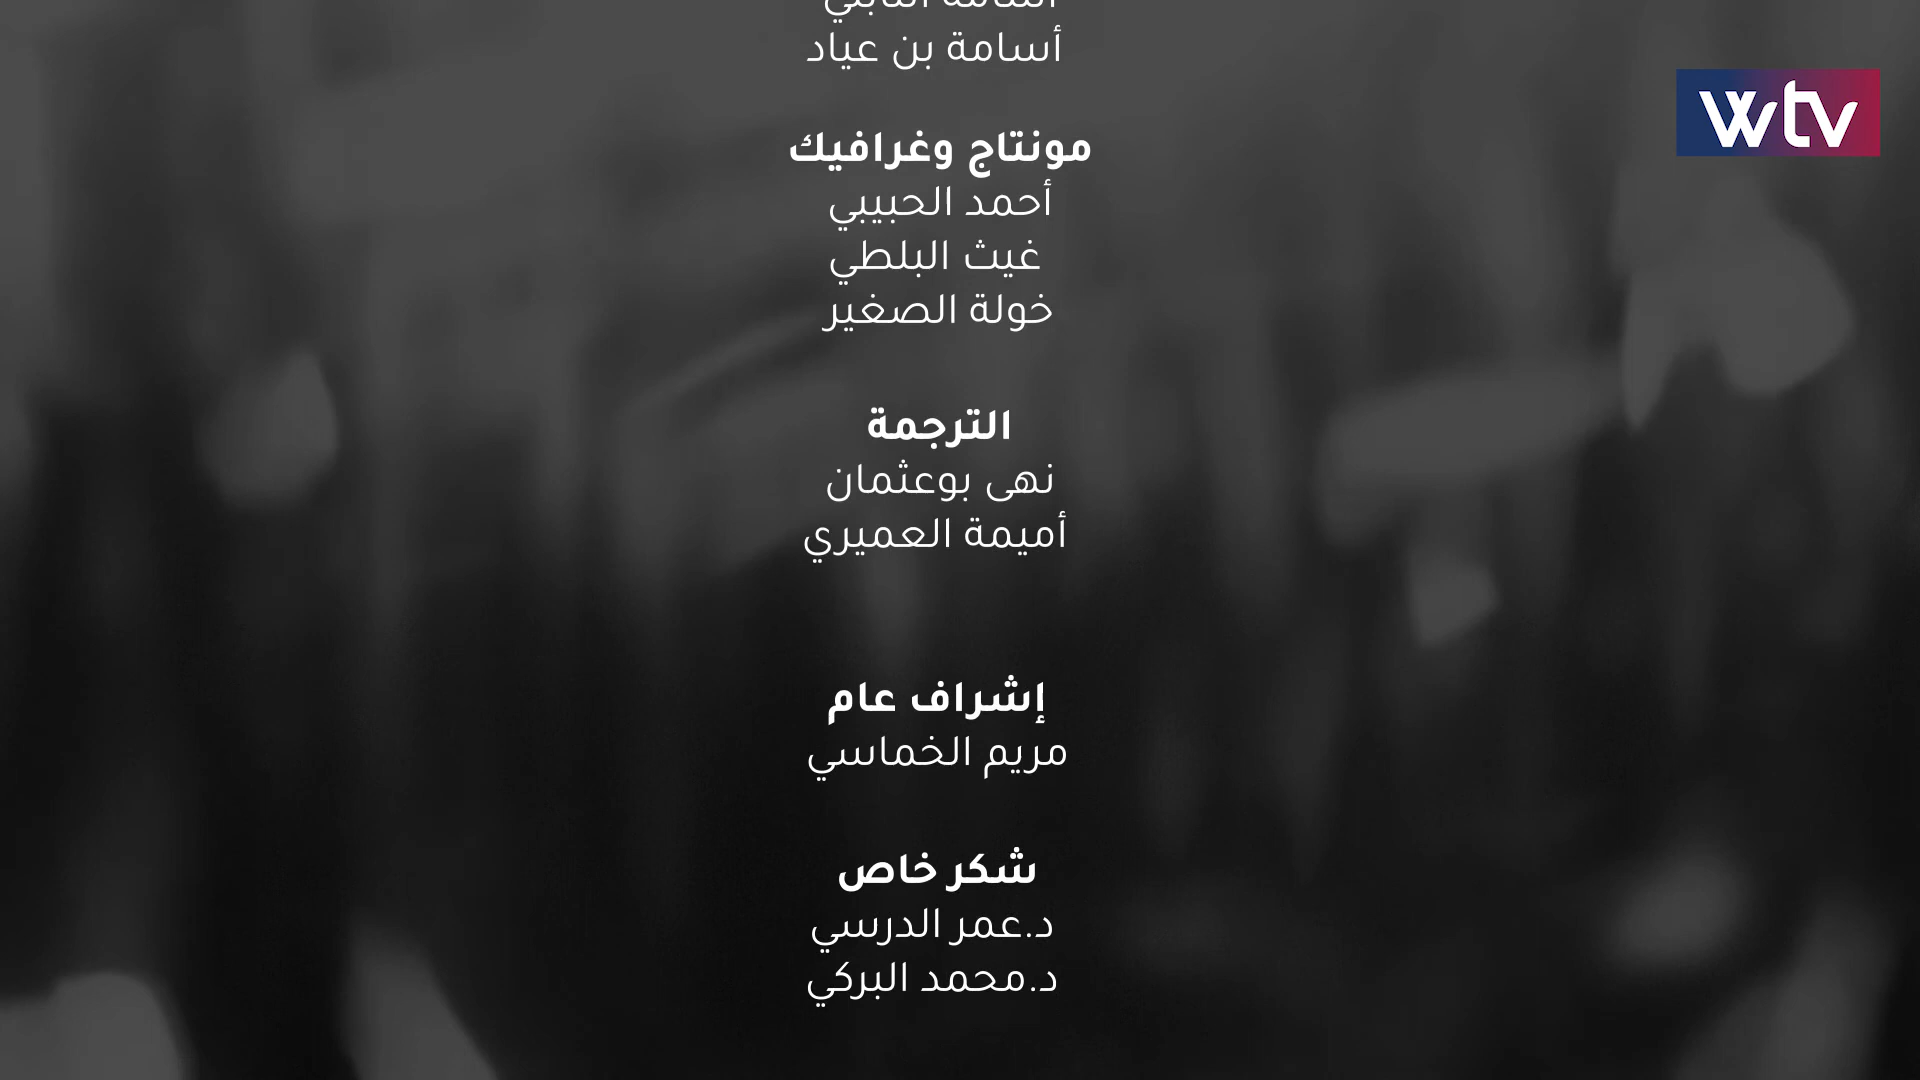 أسامة بن عياد
wtv
مونتاج وغرافيك
أحمد الحبيبي
غيث البلطي
خولة الصغير
الترجمة
نهى بوعثمان
أميمة العميري
إشراف عام
مريم الخماسي
شكر خاص
د.عمر الدرسي
د.محمد البركي